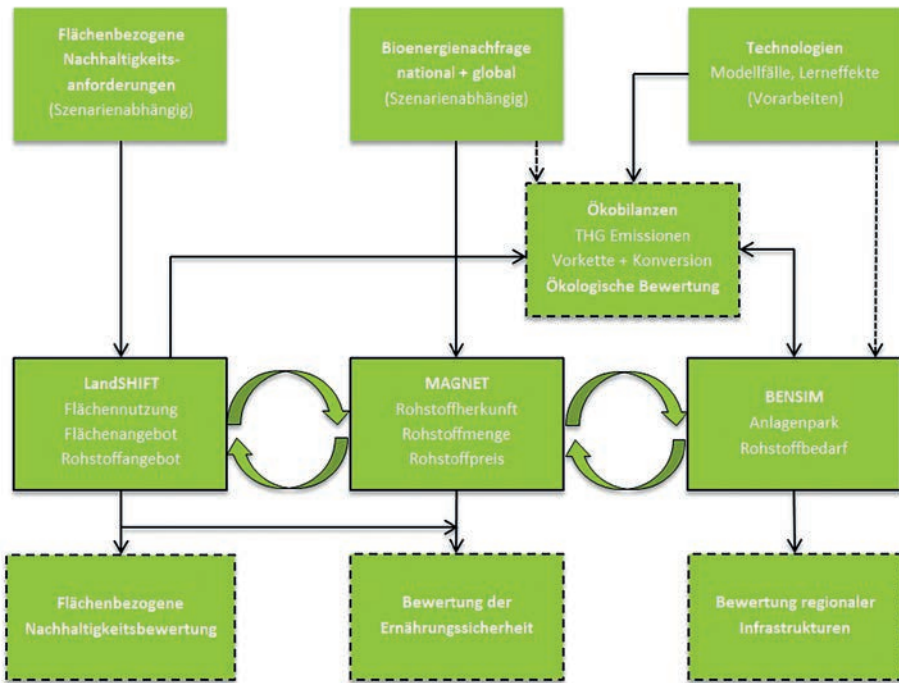 Flächenbezogene
Nachhaltigkeits-
anforderungen
(Szenarienabhängig)
Bioenergienachfrage
national + global
(Szenarienabhängig)
Technologien
Modellfälle, Lerneffekte
(Vorarbeiten)
Ökobilanzen
THG Emissionen
Vorkette + Konversion
Ökologische Bewertung
LandSHIFT
Flächennutzung
Flächenangebot
Rohstoffangebot
MAGNET
Rohstoffherkunft
Rohstoffmenge
Rohstoffpreis
BENSIM
Anlagenpark
Rohstoffbedarf
Flächenbezogene
Nachhaltigkeitsbewertung
Bewertung der
Ernährungssicherheit
Bewertung regionaler
Infrastrukturen